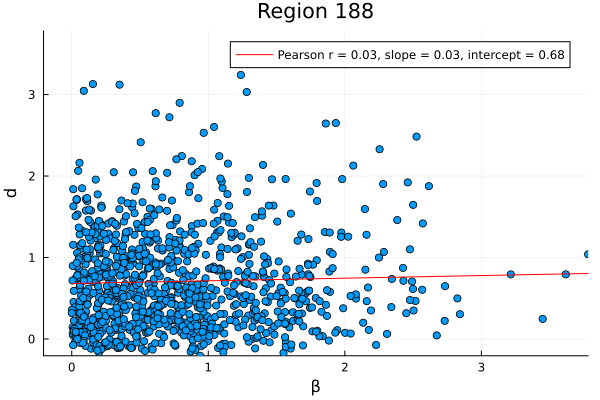 Region 188
Pearson r = 0.03, slope = 0.03, intercept = 0.68
3
2
1
0
d
0 1 2 3
β